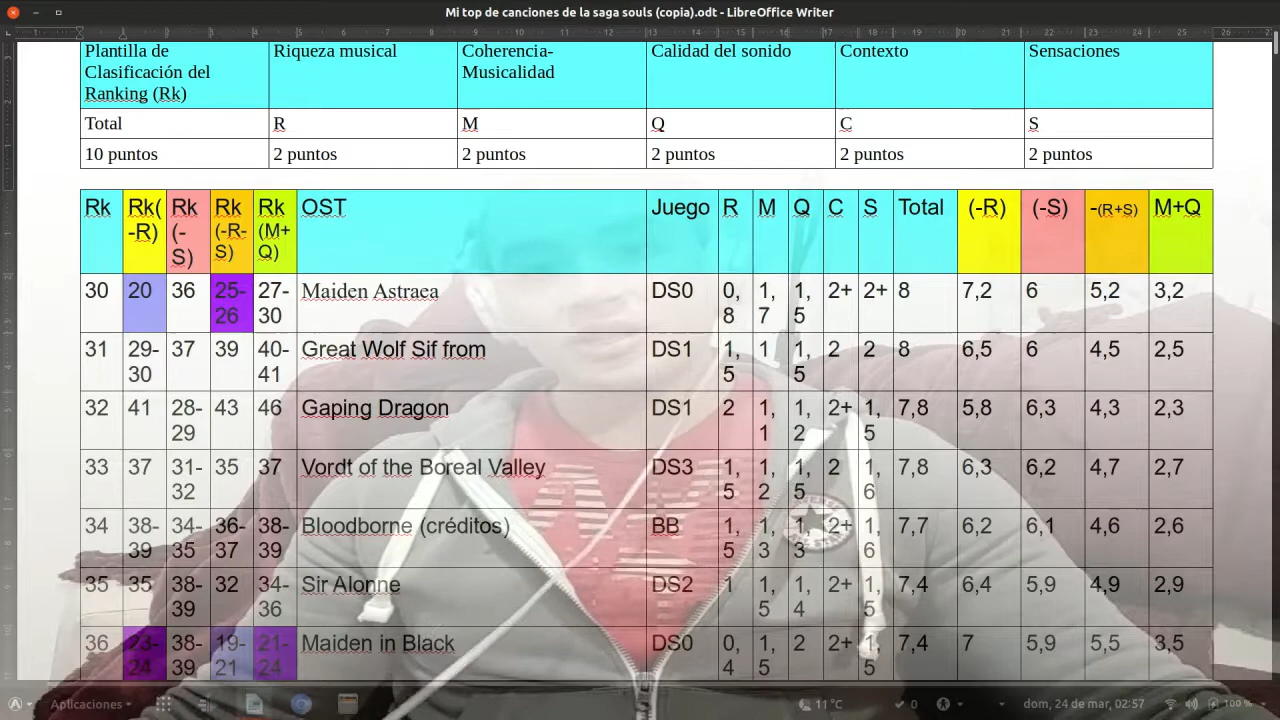 Mi top de canciones de la saga souls (copia).odt - LibreOffice Writer
Plantilla de Clasificación del Ranking (Rk) Riqueza musical Coherencia-Musicalidad Calidad del sonido Contexto Sensaciones
Total R M Q C S
10 puntos 2 puntos 2 puntos 2 puntos 2 puntos 2 puntos
Rk Rk(-R) Rk (-S) Rk (-R-S) Rk (M+Q) OST Juego R M Q C S Total (-R) (-S) -(R+S) M+Q
30 20 36 25-26 27-30 Maiden Astraea DS0 0,8 1,7 1,5 2+ 2+ 8 7,2 6 5,2 3,2
31 29-30 37 39 40-41 Great Wolf Sif from DS1 1,5 1 1,5 2 2 8 6,5 6 4,5 2,5
32 41 28-29 43 46 Gaping Dragon DS1 2 1,1 1,2 2+ 1,5 7,8 5,8 6,3 4,3 2,3
33 37 31-32 35 37 Vordt of the Boreal Valley DS3 1,5 1,2 1,5 2 1,6 7,8 6,3 6,2 4,7 2,7
34 38-39 34-35 36-37 38-39 Bloodborne (créditos) BB 1,5 1,3 1,3 2+ 1,6 7,7 6,2 6,1 4,6 2,6
35 35 38-39 32 34-36 Sir Alonne DS2 1 1,5 1,4 2+ 1,5 7,4 6,4 5,9 4,9 2,9
36 23-24 38-39 19-21 21-24 Maiden in Black DS0 0,4 1,5 2 2+ 1,5 7,4 7 5,9 5,5 3,5
Aplicaciones 11°C 0 dom, 24 de mar, 02:57 100 %